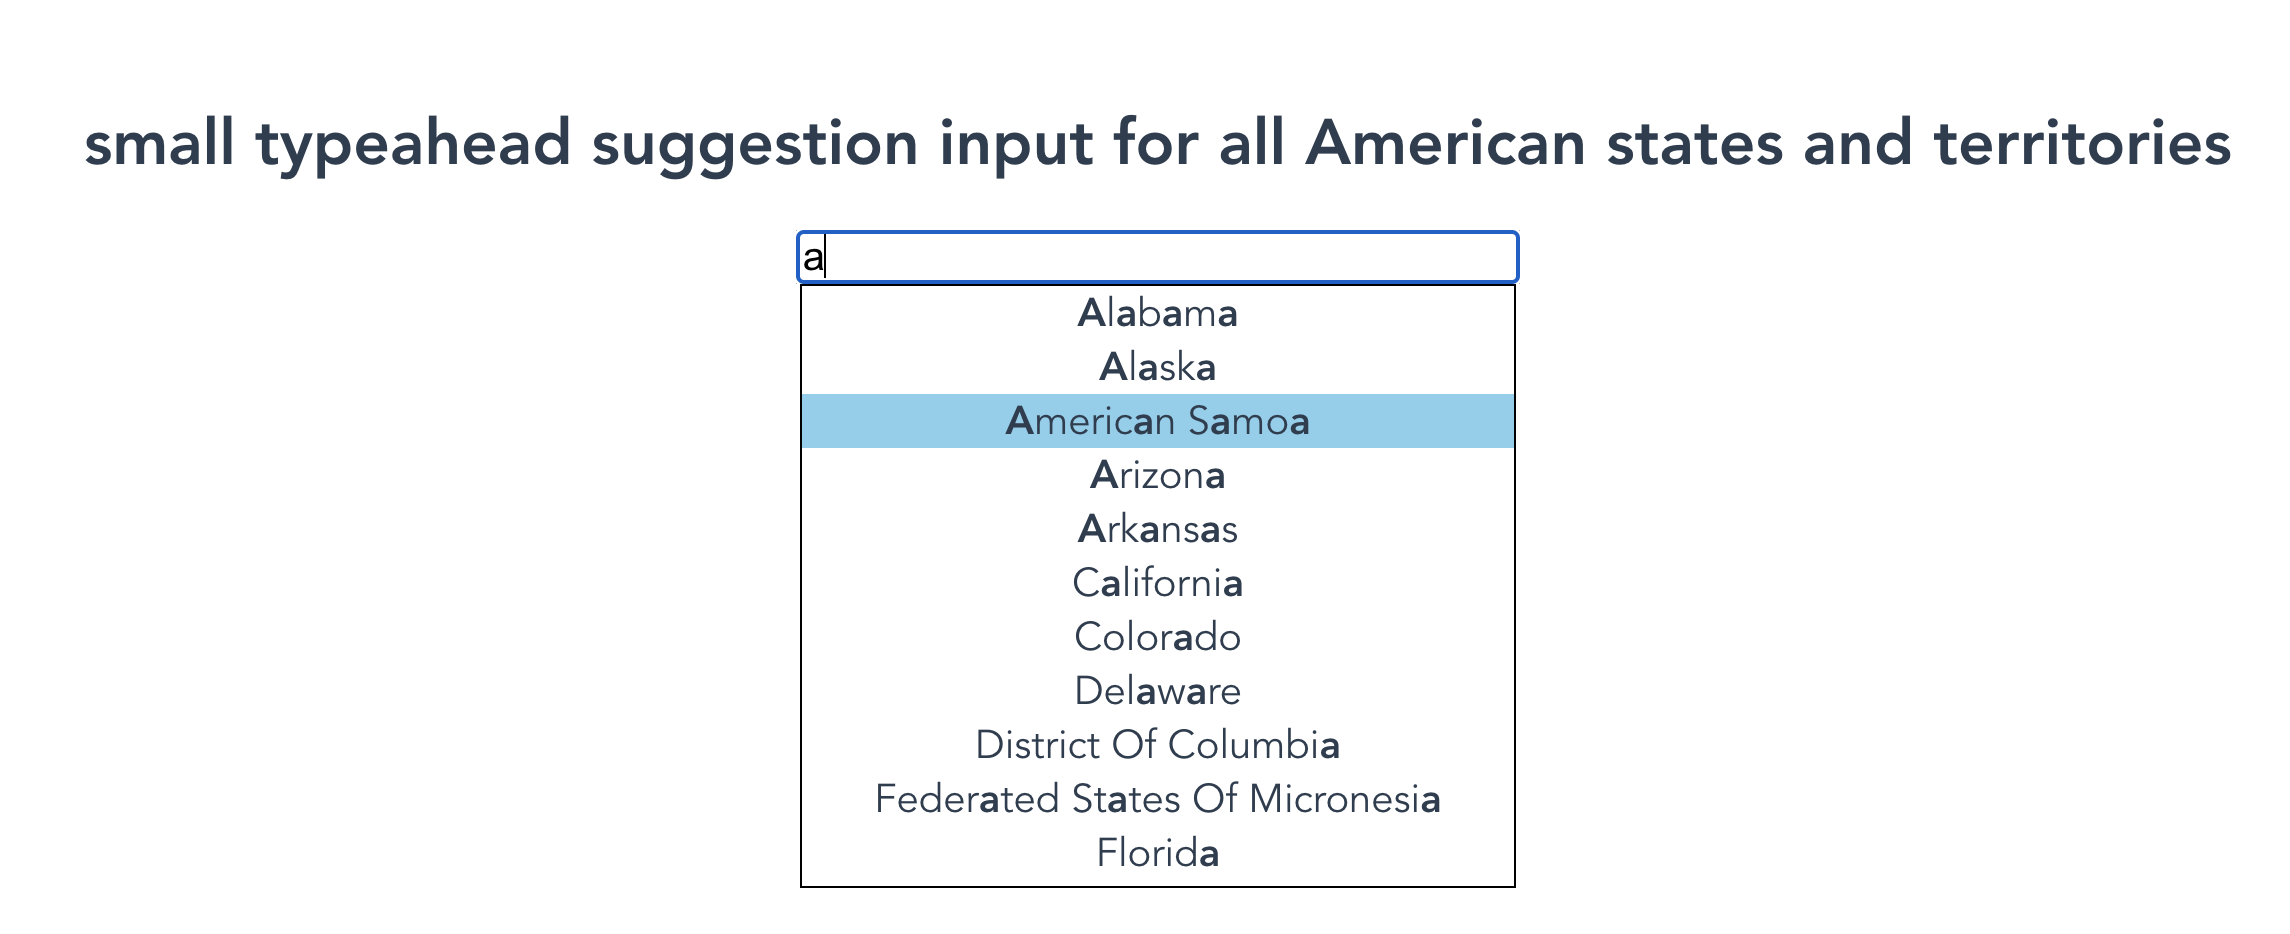 small typeahead suggestion input for all American states and territories
a
Alabama
Alaska
American Samoa
Arizona
Arkansas
California
Colorado
Delaware
District Of Columbia
Federated States Of Micronesia
Florida